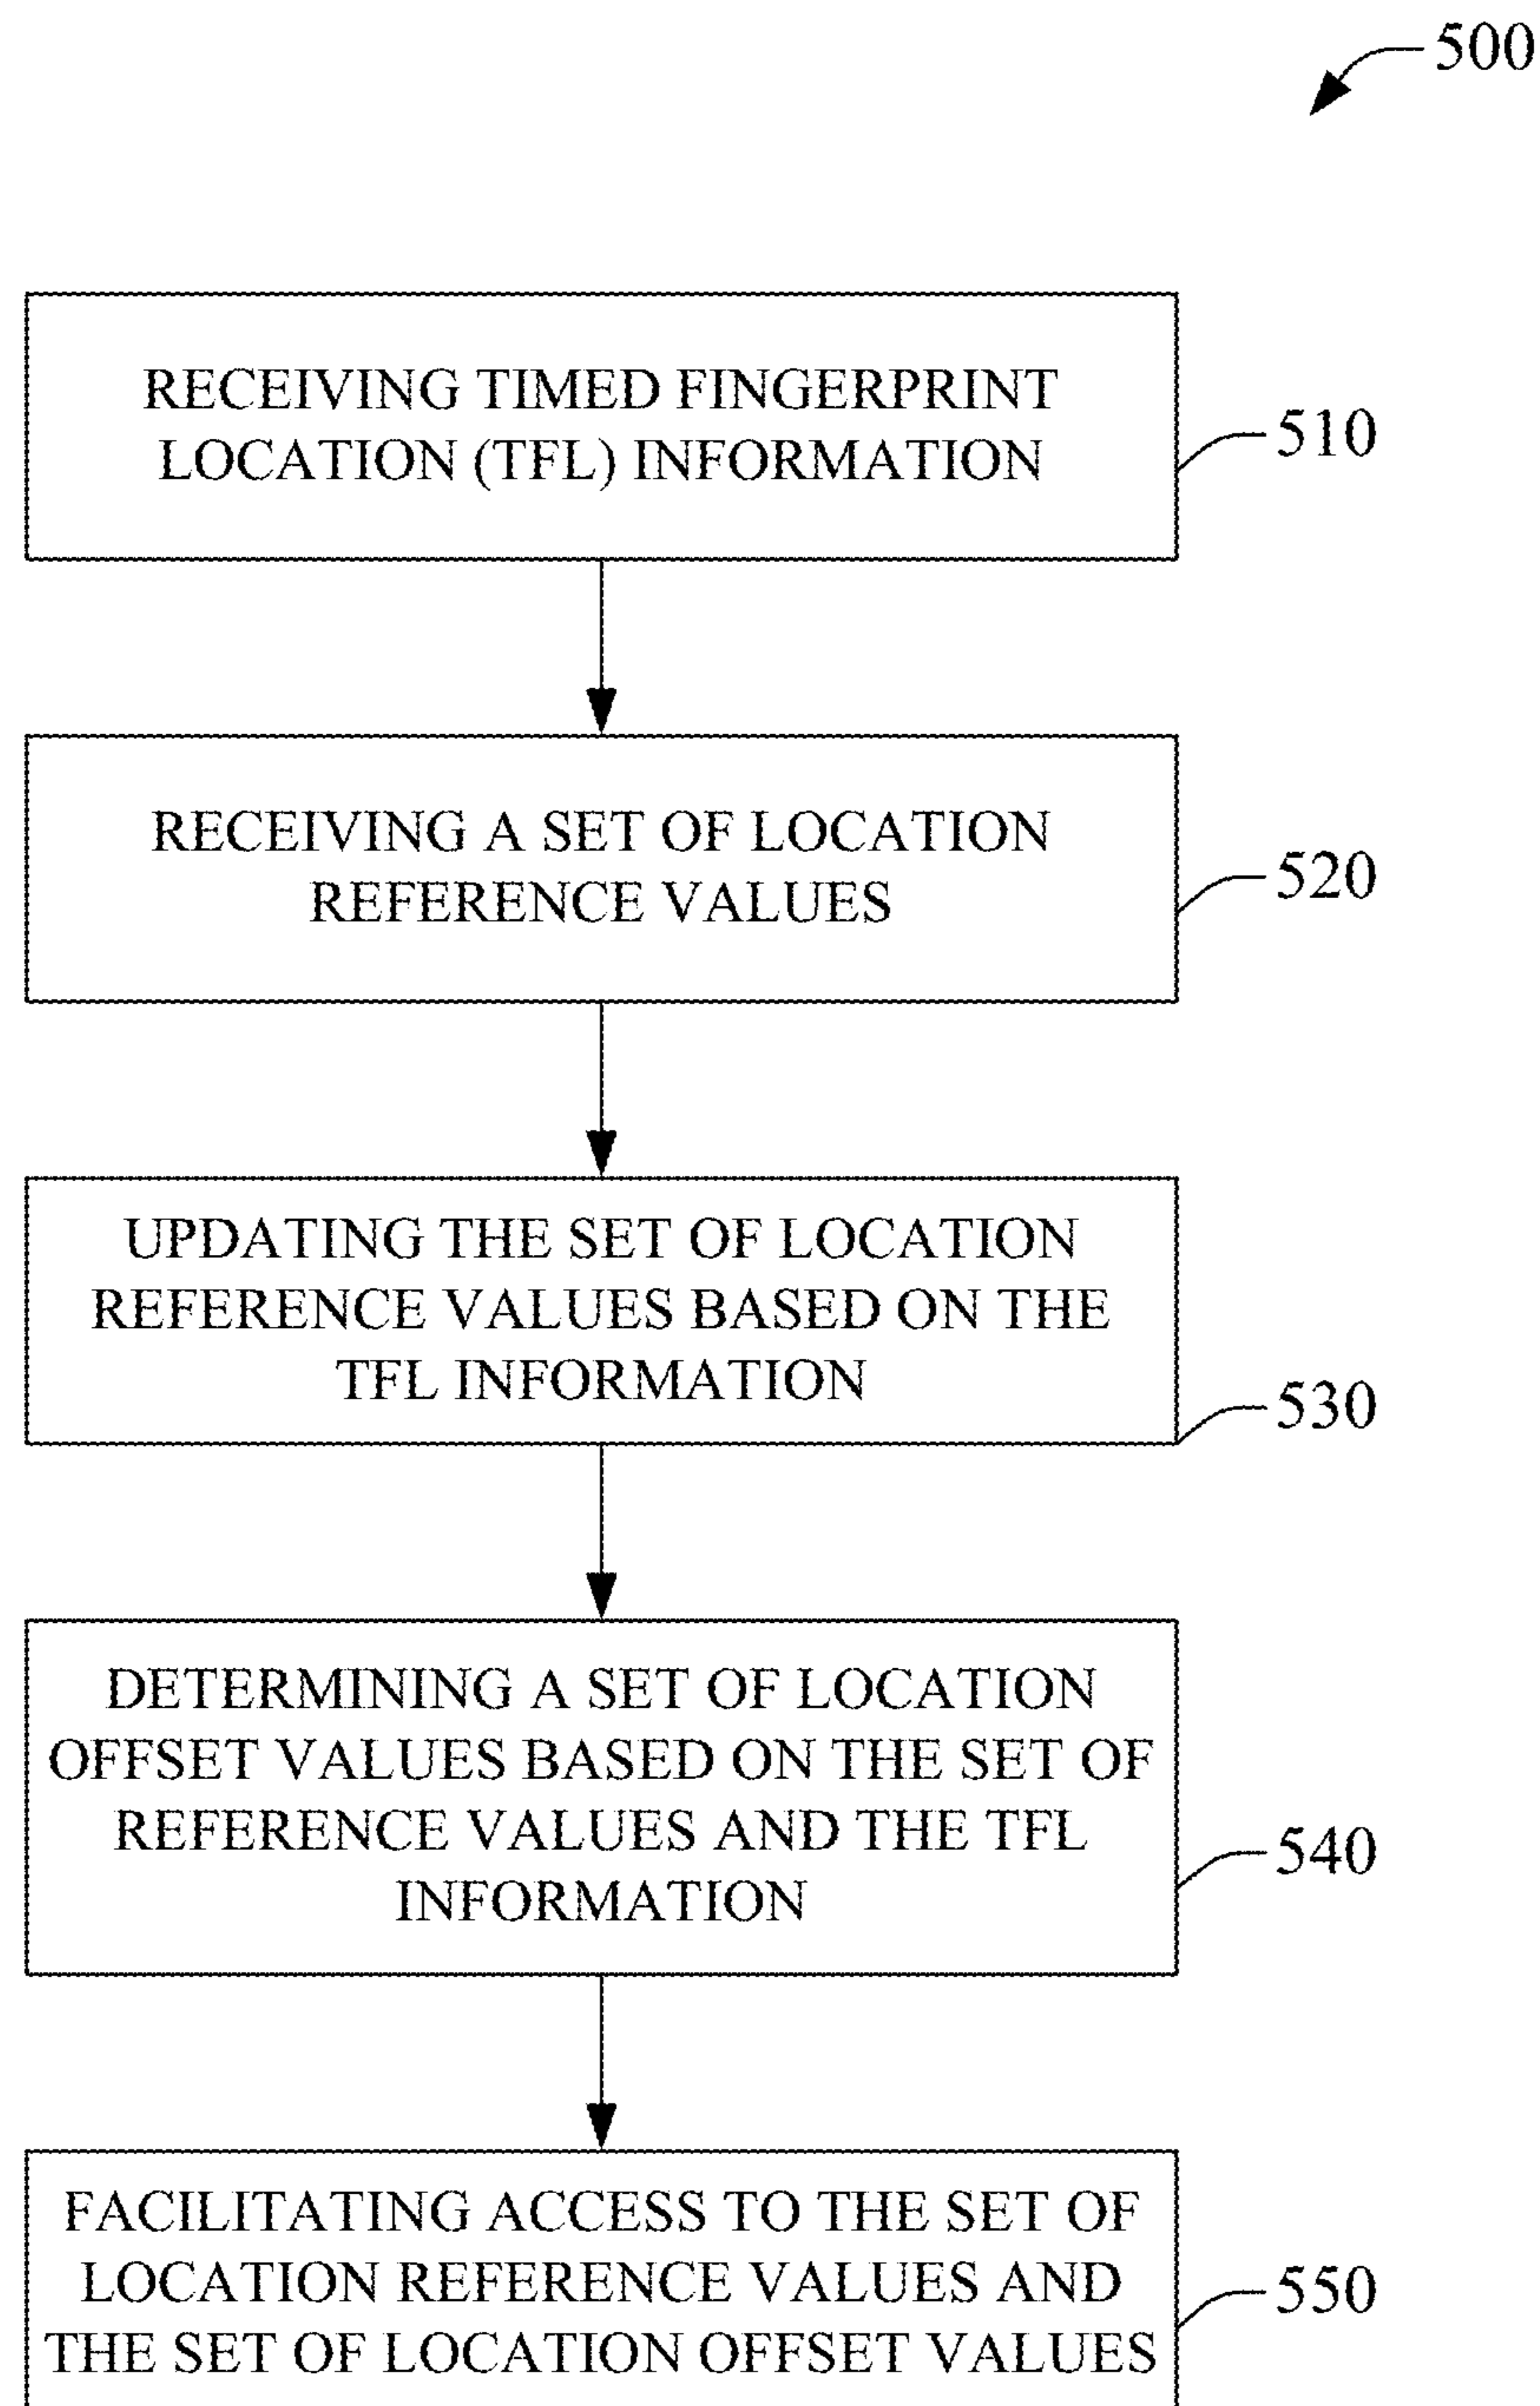 500
RECEIVING TIMED FINGERPRINT
LOCATION (TFL) INFORMATION
510
RECEIVING A SET OF LOCATION
REFERENCE VALUES
520
UPDATING THE SET OF LOCATION
REFERENCE VALUES BASED ON THE
TFL INFORMATION
530
DETERMINING A SET OF LOCATION
OFFSET VALUES BASED ON THE SET OF
REFERENCE VALUES AND THE TFL
INFORMATION
540
FACILITATING ACCESS TO THE SET OF
LOCATION REFERENCE VALUES AND
THE SET OF LOCATION OFFSET VALUES
550